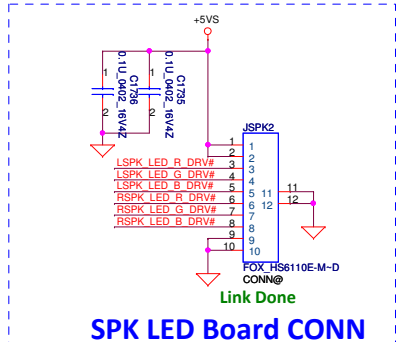 +5VS
1
2
0.1U_0402_16V4Z
C1736
1
2
0.1U_0402_16V4Z
C1735
JSPK2
1 1
2 2
LSPK_LED_R_DRV# 3 3
LSPK_LED_G_DRV# 4 4
LSPK_LED_B_DRV# 5 5 11 11
RSPK_LED_R_DRV# 6 6 12 12
RSPK_LED_G_DRV# 7 7
RSPK_LED_B_DRV# 8 8
9 9
10 10
FOX_HS6110E-M~D
CONN@
Link Done
SPK LED Board CONN